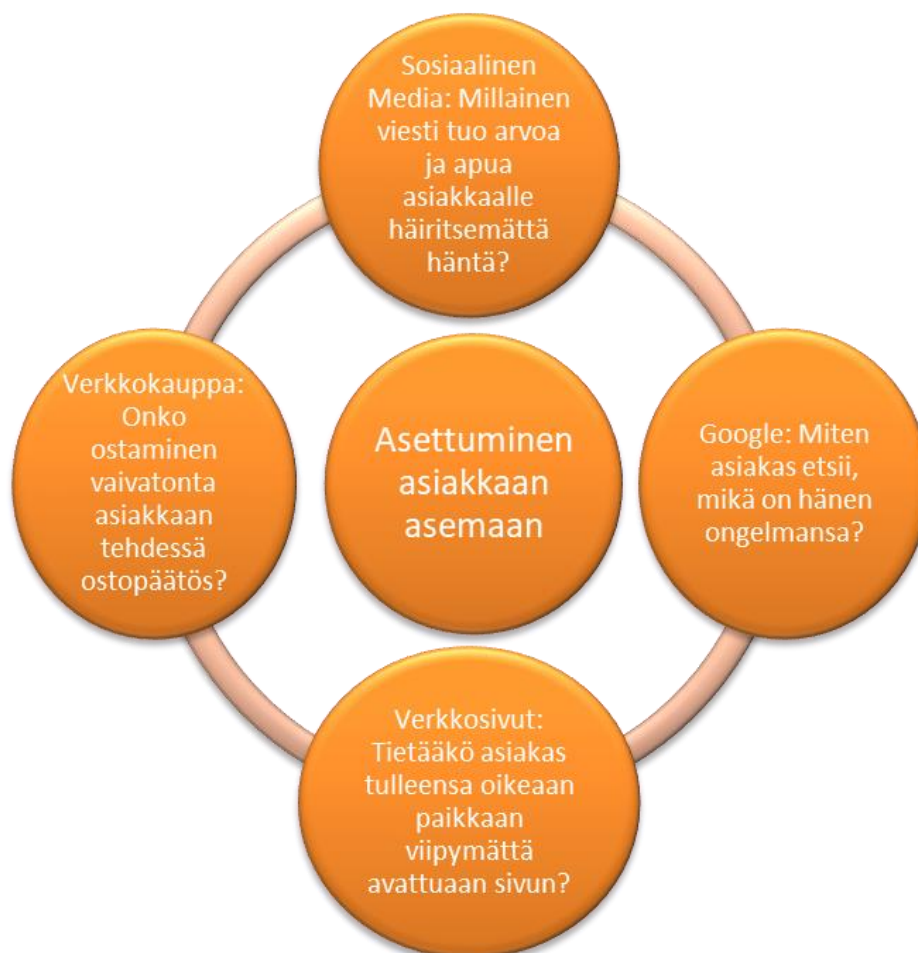 Sosiaalinen
Media: Millainen
viesti tuo arvoa
ja apua
asiakkaalle
häiritsemättä
häntä?
Verkkokauppa:
Onko
ostaminen
vaivatonta
asiakkaan
tehdessä
ostopäätös?
Asettuminen
asiakkaan
asemaan
Google: Miten
asiakas etsii,
mikä on hänen
ongelmansa?
Verkkosivut:
Tietääkö asiakas
tulleensa oikeaan
paikkaan
viipymättä
avattuaan sivun?